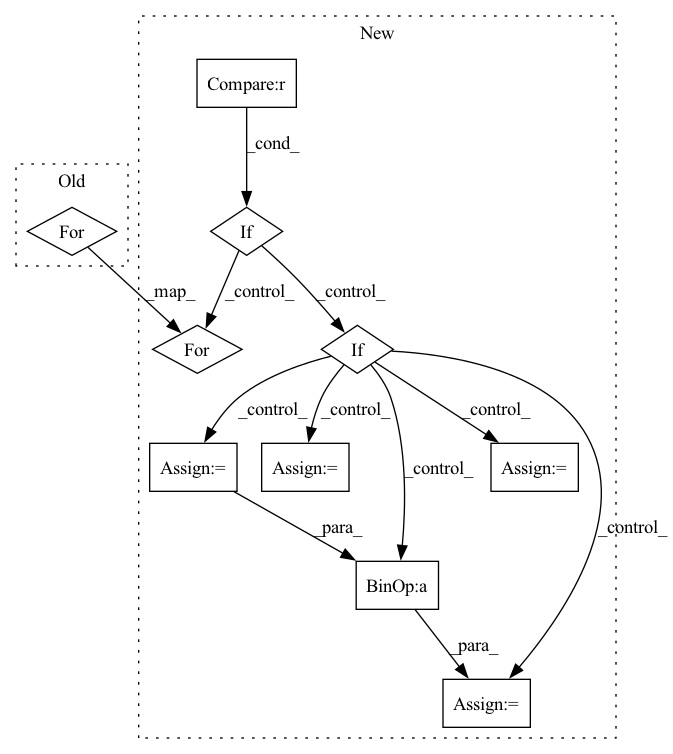 New
Compare:r
_cond_
Old
For
If
_map_
_control_
_control_
For
If
_control_
_control_
_control_
_control_
Assign:=
Assign:=
Assign:=
_para_
_control_
BinOp:a
_para_
Assign:=